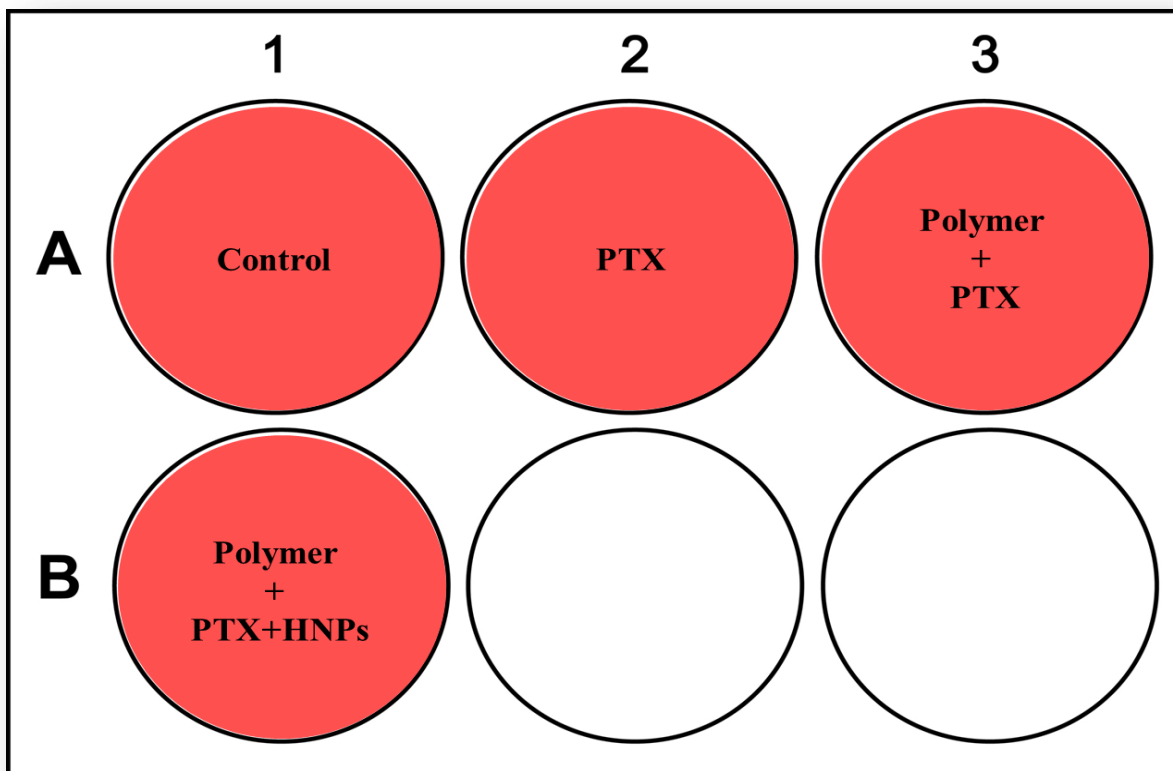 1 2 3
A
Control
PTX
Polymer
+
PTX
B
Polymer
+
PTX+HNPs